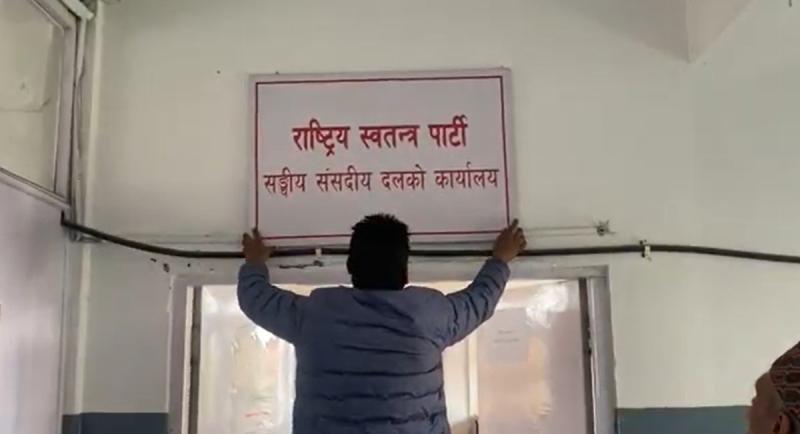 राष्ट्रिय स्वतन्त्र पार्टी
सङ्घीय संसदीय दलको कार्यालय